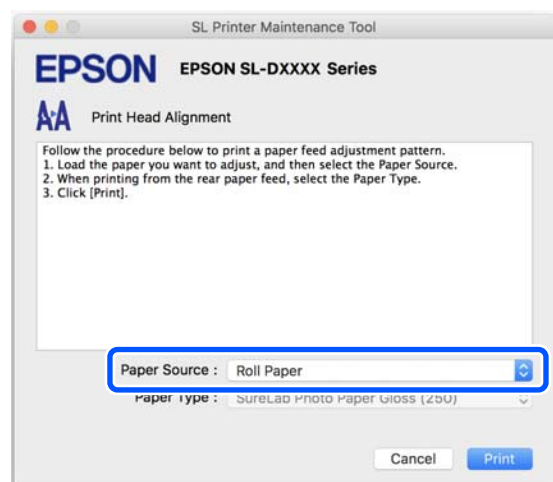 SL Printer Maintenance Tool
EPSON EPSON SL-DXXXX Series
Print Head Alignment
Follow the procedure below to print a paper feed adjustment pattern.
1. Load the paper you want to adjust, and then select the Paper Source.
2. When printing from the rear paper feed, select the Paper Type.
3. Click [Print].
Paper Source : Roll Paper
Paper Type : SureLab Photo Paper Gloss (250)
Cancel Print